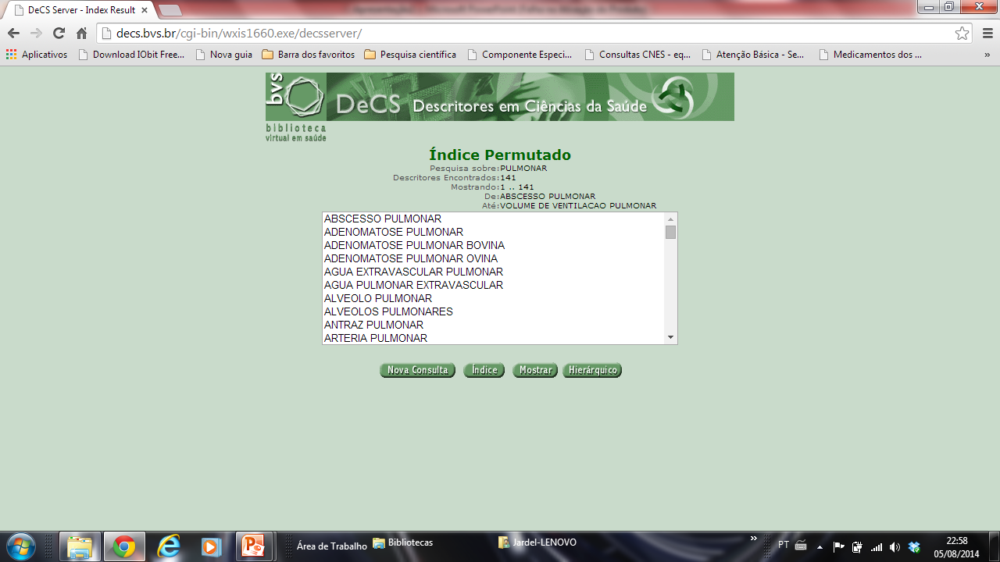 DeCS Server - Index Result
decs.bvs.br/cgi-bin/wxis1660.exe/decsserver/
Aplicativos Download IObit Free... Nova guia Barra dos favoritos Pesquisa científica Componente Especi... Consultas CNES - eq... Atenção Básica - Se... Medicamentos dos ... »
bvs
DeCS Descritores em Ciências da Saúde
biblioteca
virtual em saúde
Índice Permutado
Pesquisa sobre:PULMONAR
Descritores Encontrados:141
Mostrando:1 .. 141
De:ABSCESSO PULMONAR
Até:VOLUME DE VENTILACAO PULMONAR
ABSCESSO PULMONAR
ADENOMATOSE PULMONAR
ADENOMATOSE PULMONAR BOVINA
ADENOMATOSE PULMONAR OVINA
AGUA EXTRAVASCULAR PULMONAR
AGUA PULMONAR EXTRAVASCULAR
ALVEOLO PULMONAR
ALVEOLOS PULMONARES
ANTRAZ PULMONAR
ARTERIA PULMONAR
Nova Consulta Índice Mostrar Hierárquico
Área de Trabalho Bibliotecas Jardel-LENOVO » PT 22:58
05/08/2014